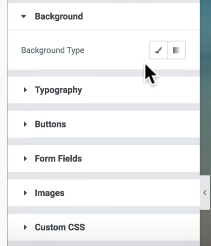 Background
Background Type
Typography
Buttons
Form Fields
Images
Custom CSS